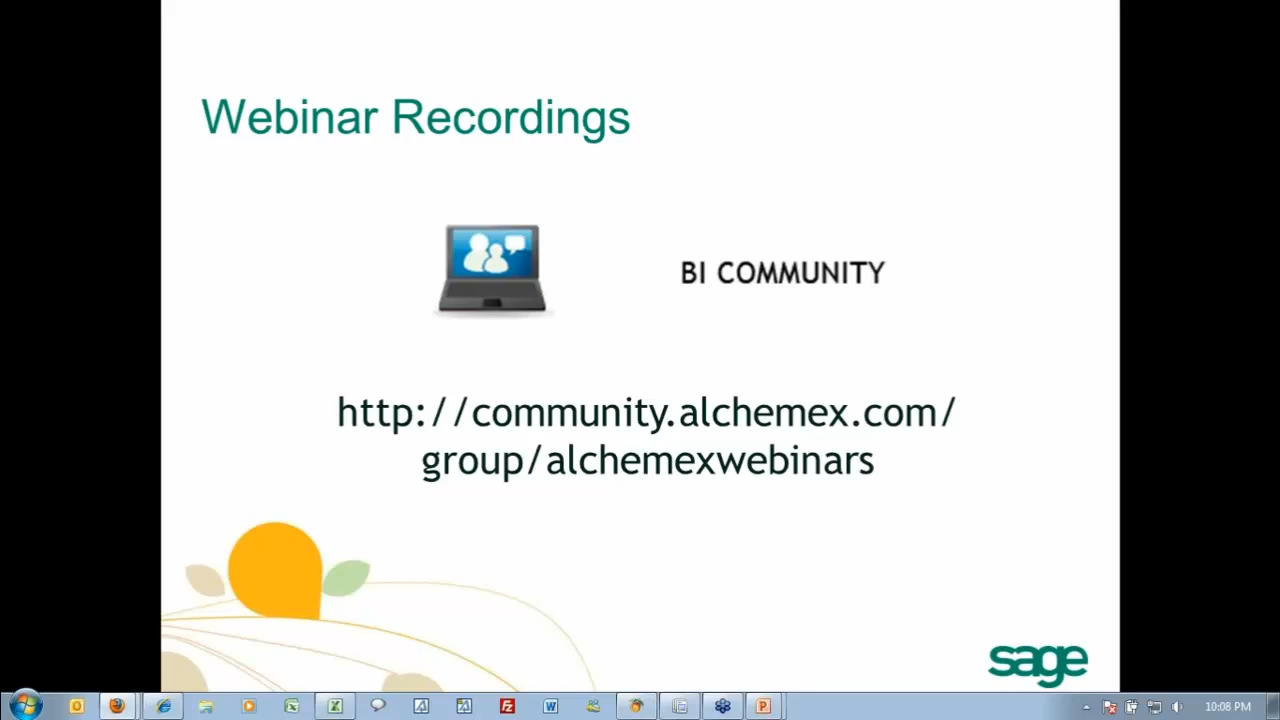 Webinar Recordings
BI COMMUNITY
http://community.alchemex.com/
group/alchemexwebinars
sage
10:08 PM